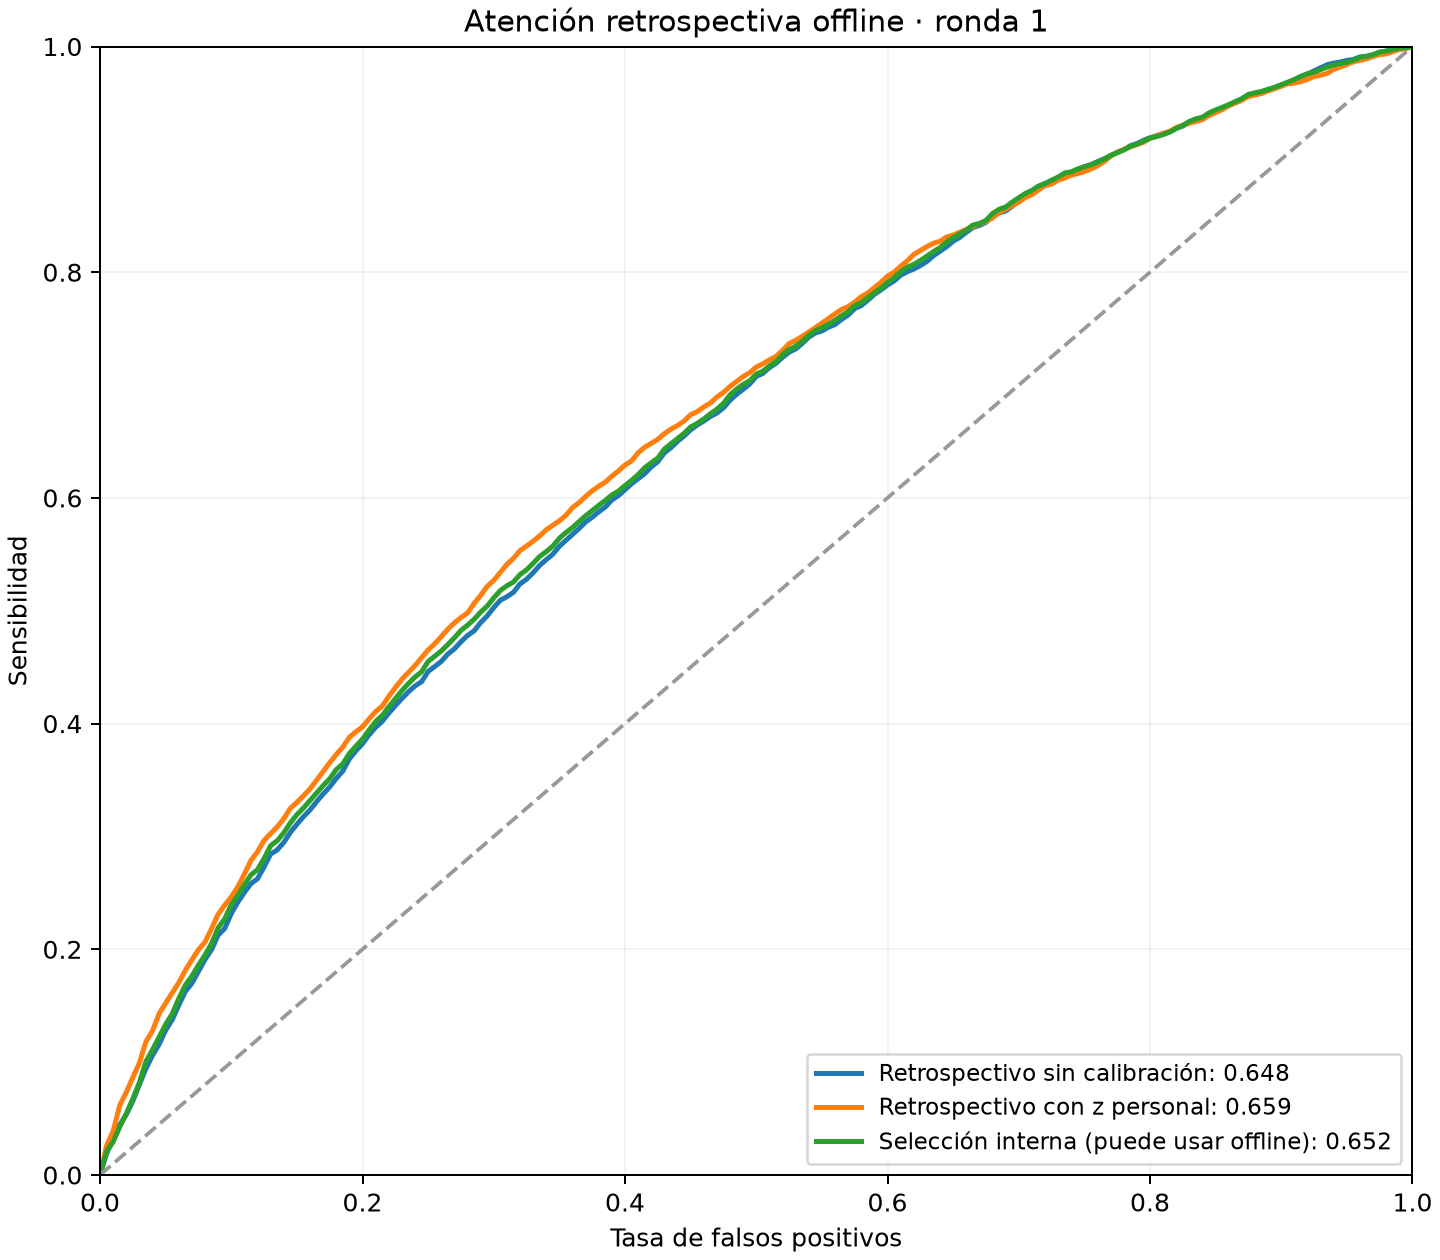 Atención retrospectiva offline · ronda 1
1.0
0.8
0.6
0.4
0.2
0.0
Sensibilidad
0.0 0.2 0.4 0.6 0.8 1.0
Tasa de falsos positivos
Retrospectivo sin calibración: 0.648
Retrospectivo con z personal: 0.659
Selección interna (puede usar offline): 0.652